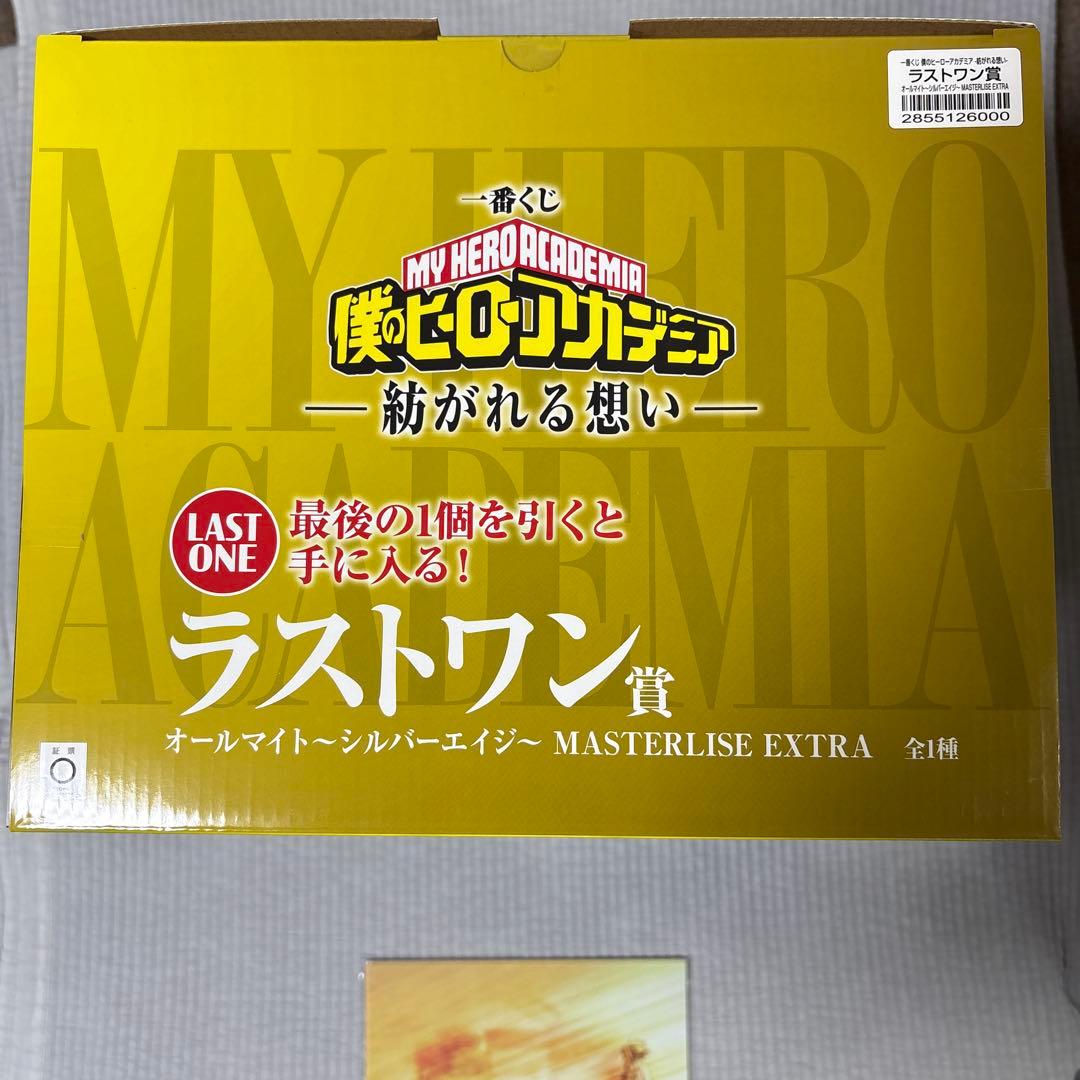 一番くじ 僕のヒーローアカデミア -紡がれる想い-
ラストワン賞
オールマイト～シルバーエイジ～ MASTERLISE EXTRA
2855126000
MY HERO
ACADEMIA
一番くじ
MY HERO ACADEMIA
僕のヒーローアカデミア
―紡がれる想い―
LAST
ONE
最後の1個を引くと
手に入る！
ラストワン賞
オールマイト～シルバーエイジ～ MASTERLISE EXTRA 全1種
証 票